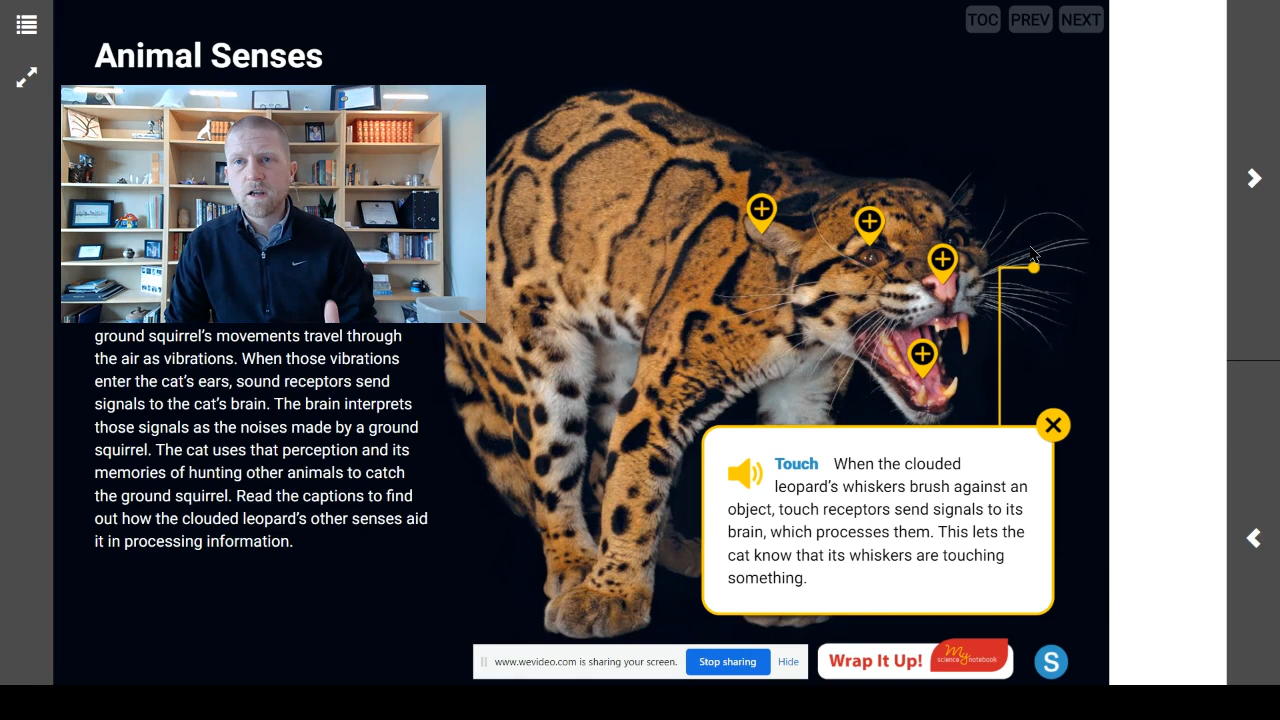 TOC PREV NEXT
Animal Senses
ground squirrel's movements travel through
the air as vibrations. When those vibrations
enter the cat's ears, sound receptors send
signals to the cat's brain. The brain interprets
those signals as the noises made by a ground
squirrel. The cat uses that perception and its
memories of hunting other animals to catch
the ground squirrel. Read the captions to find
out how the clouded leopard's other senses aid
it in processing information.
Touch When the clouded
leopard's whiskers brush against an
object, touch receptors send signals to its
brain, which processes them. This lets the
cat know that its whiskers are touching
something.
www.wevideo.com is sharing your screen. Stop sharing Hide
Wrap It Up! My science notebook
S